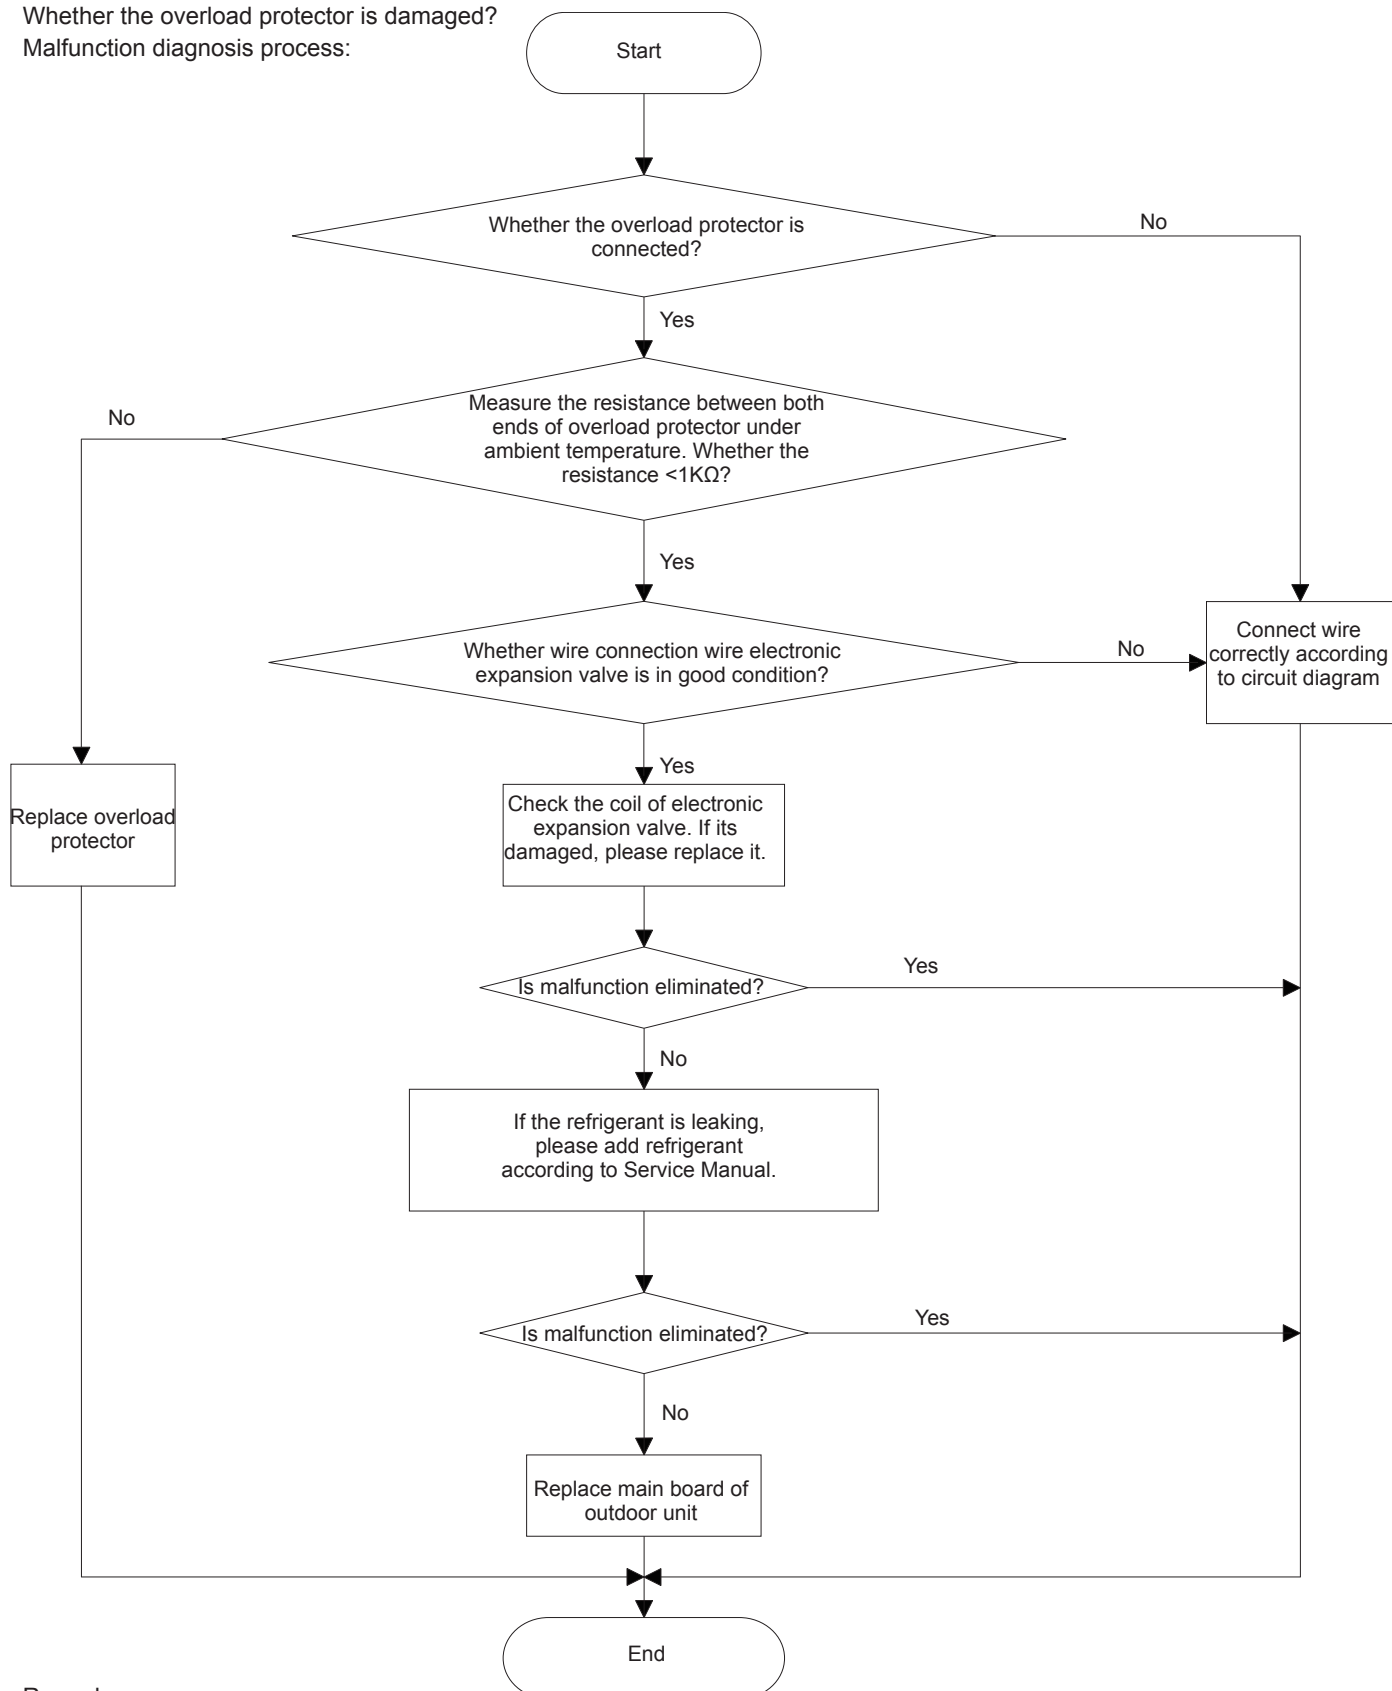 Whether the overload protector is damaged?
Malfunction diagnosis process:
Start
Whether the overload protector is
connected?
No
Yes
Measure the resistance between both
ends of overload protector under
ambient temperature. Whether the
resistance <1KΩ?
No
Yes
Whether wire connection wire electronic
expansion valve is in good condition?
No
Connect wire
correctly according
to circuit diagram
Yes
Replace overload
protector
Check the coil of electronic
expansion valve. If its
damaged, please replace it.
Is malfunction eliminated?
Yes
No
If the refrigerant is leaking,
please add refrigerant
according to Service Manual.
Is malfunction eliminated?
Yes
No
Replace main board of
outdoor unit
End